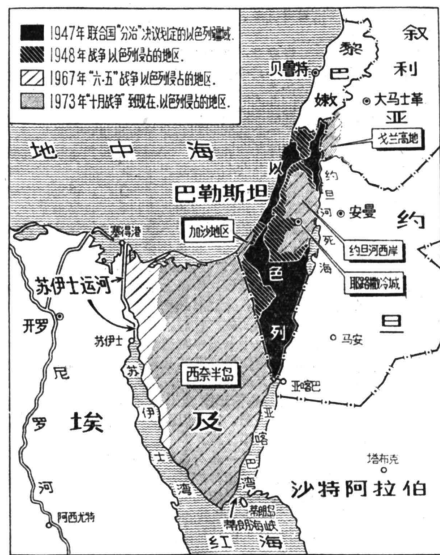 1947年联合国“分治”决议划定的以色列疆域.
1948年战争以色列侵占的地区.
1967年“六·五”战争以色列侵占的地区.
1973年“十月战争”致现在,以色列侵占的地区.
叙利亚
黎巴嫩
贝鲁特
大马士革
戈兰高地
地中海
以色列
巴勒斯坦
约旦河
安曼
约旦
塞得港
加沙地区
约旦河西岸
死海
耶路撒冷城
苏伊士运河
开罗
苏伊士
马安
西奈半岛
亚喀巴
尼罗河
埃及
苏伊士湾
亚喀巴湾
塔布克
沙特阿拉伯
蒂朗岛
蒂朗海峡
阿西尤特
红海